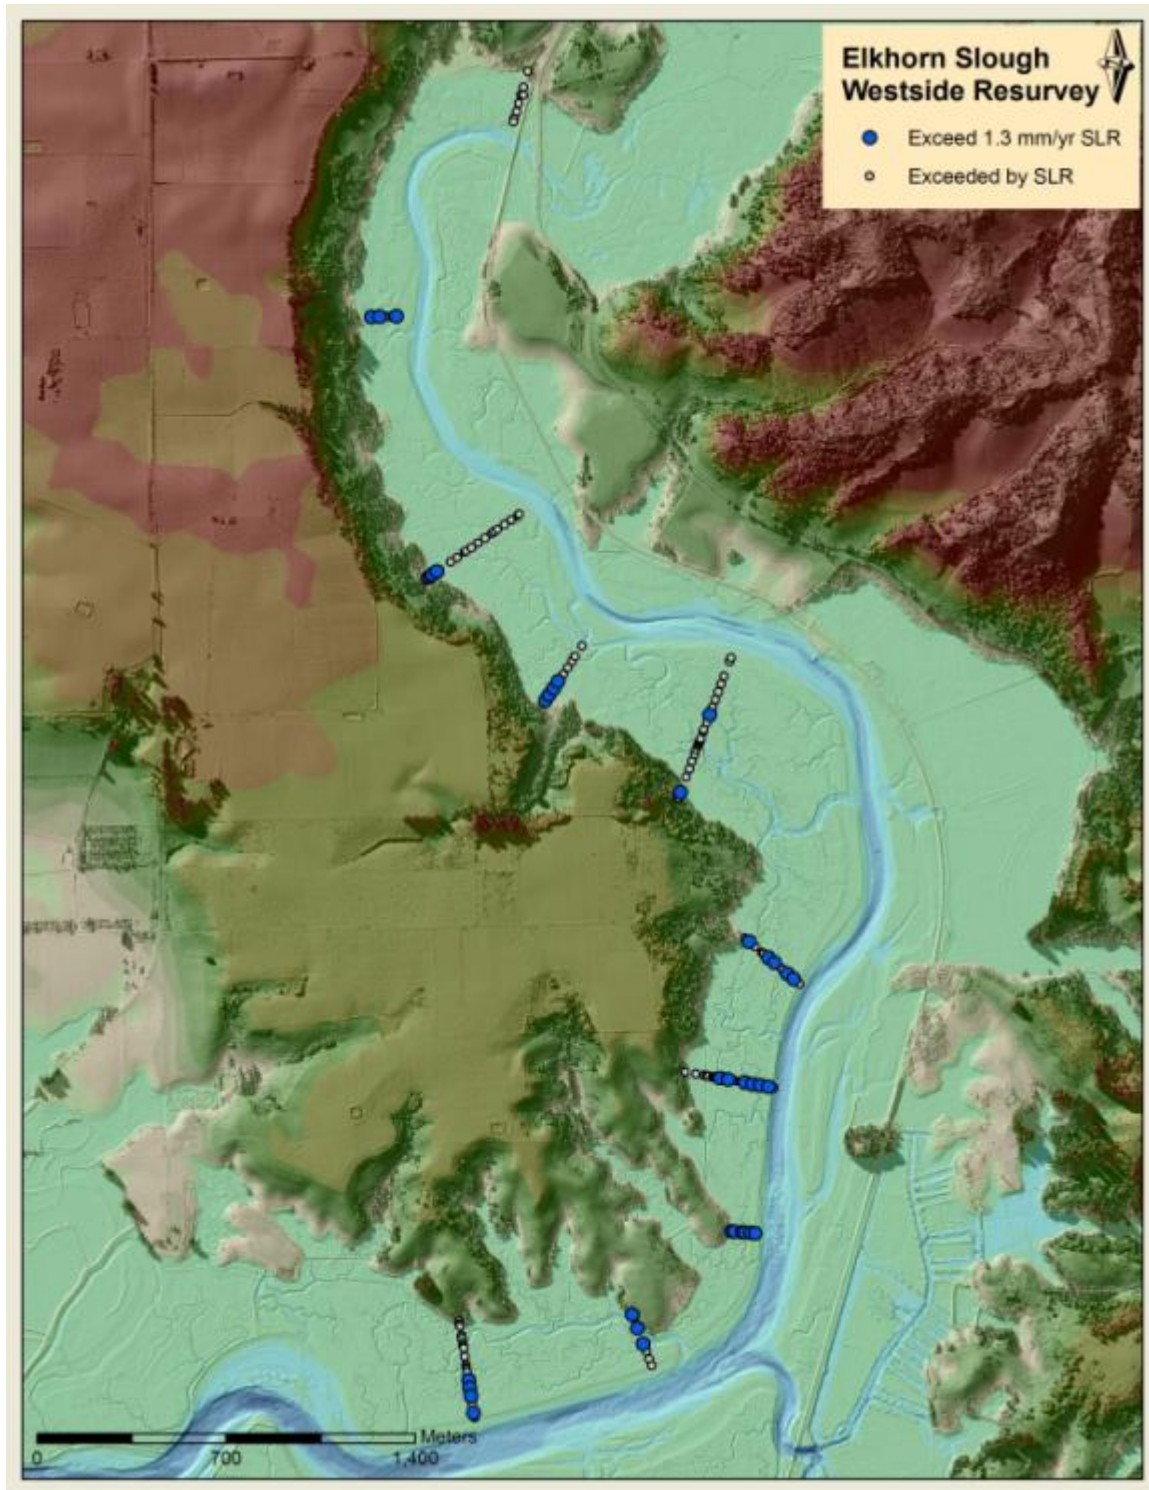 Elkhorn Slough
Westside Resurvey
Exceed 1.3 mm/yr SLR
Exceeded by SLR
Meters
0 700 1,400